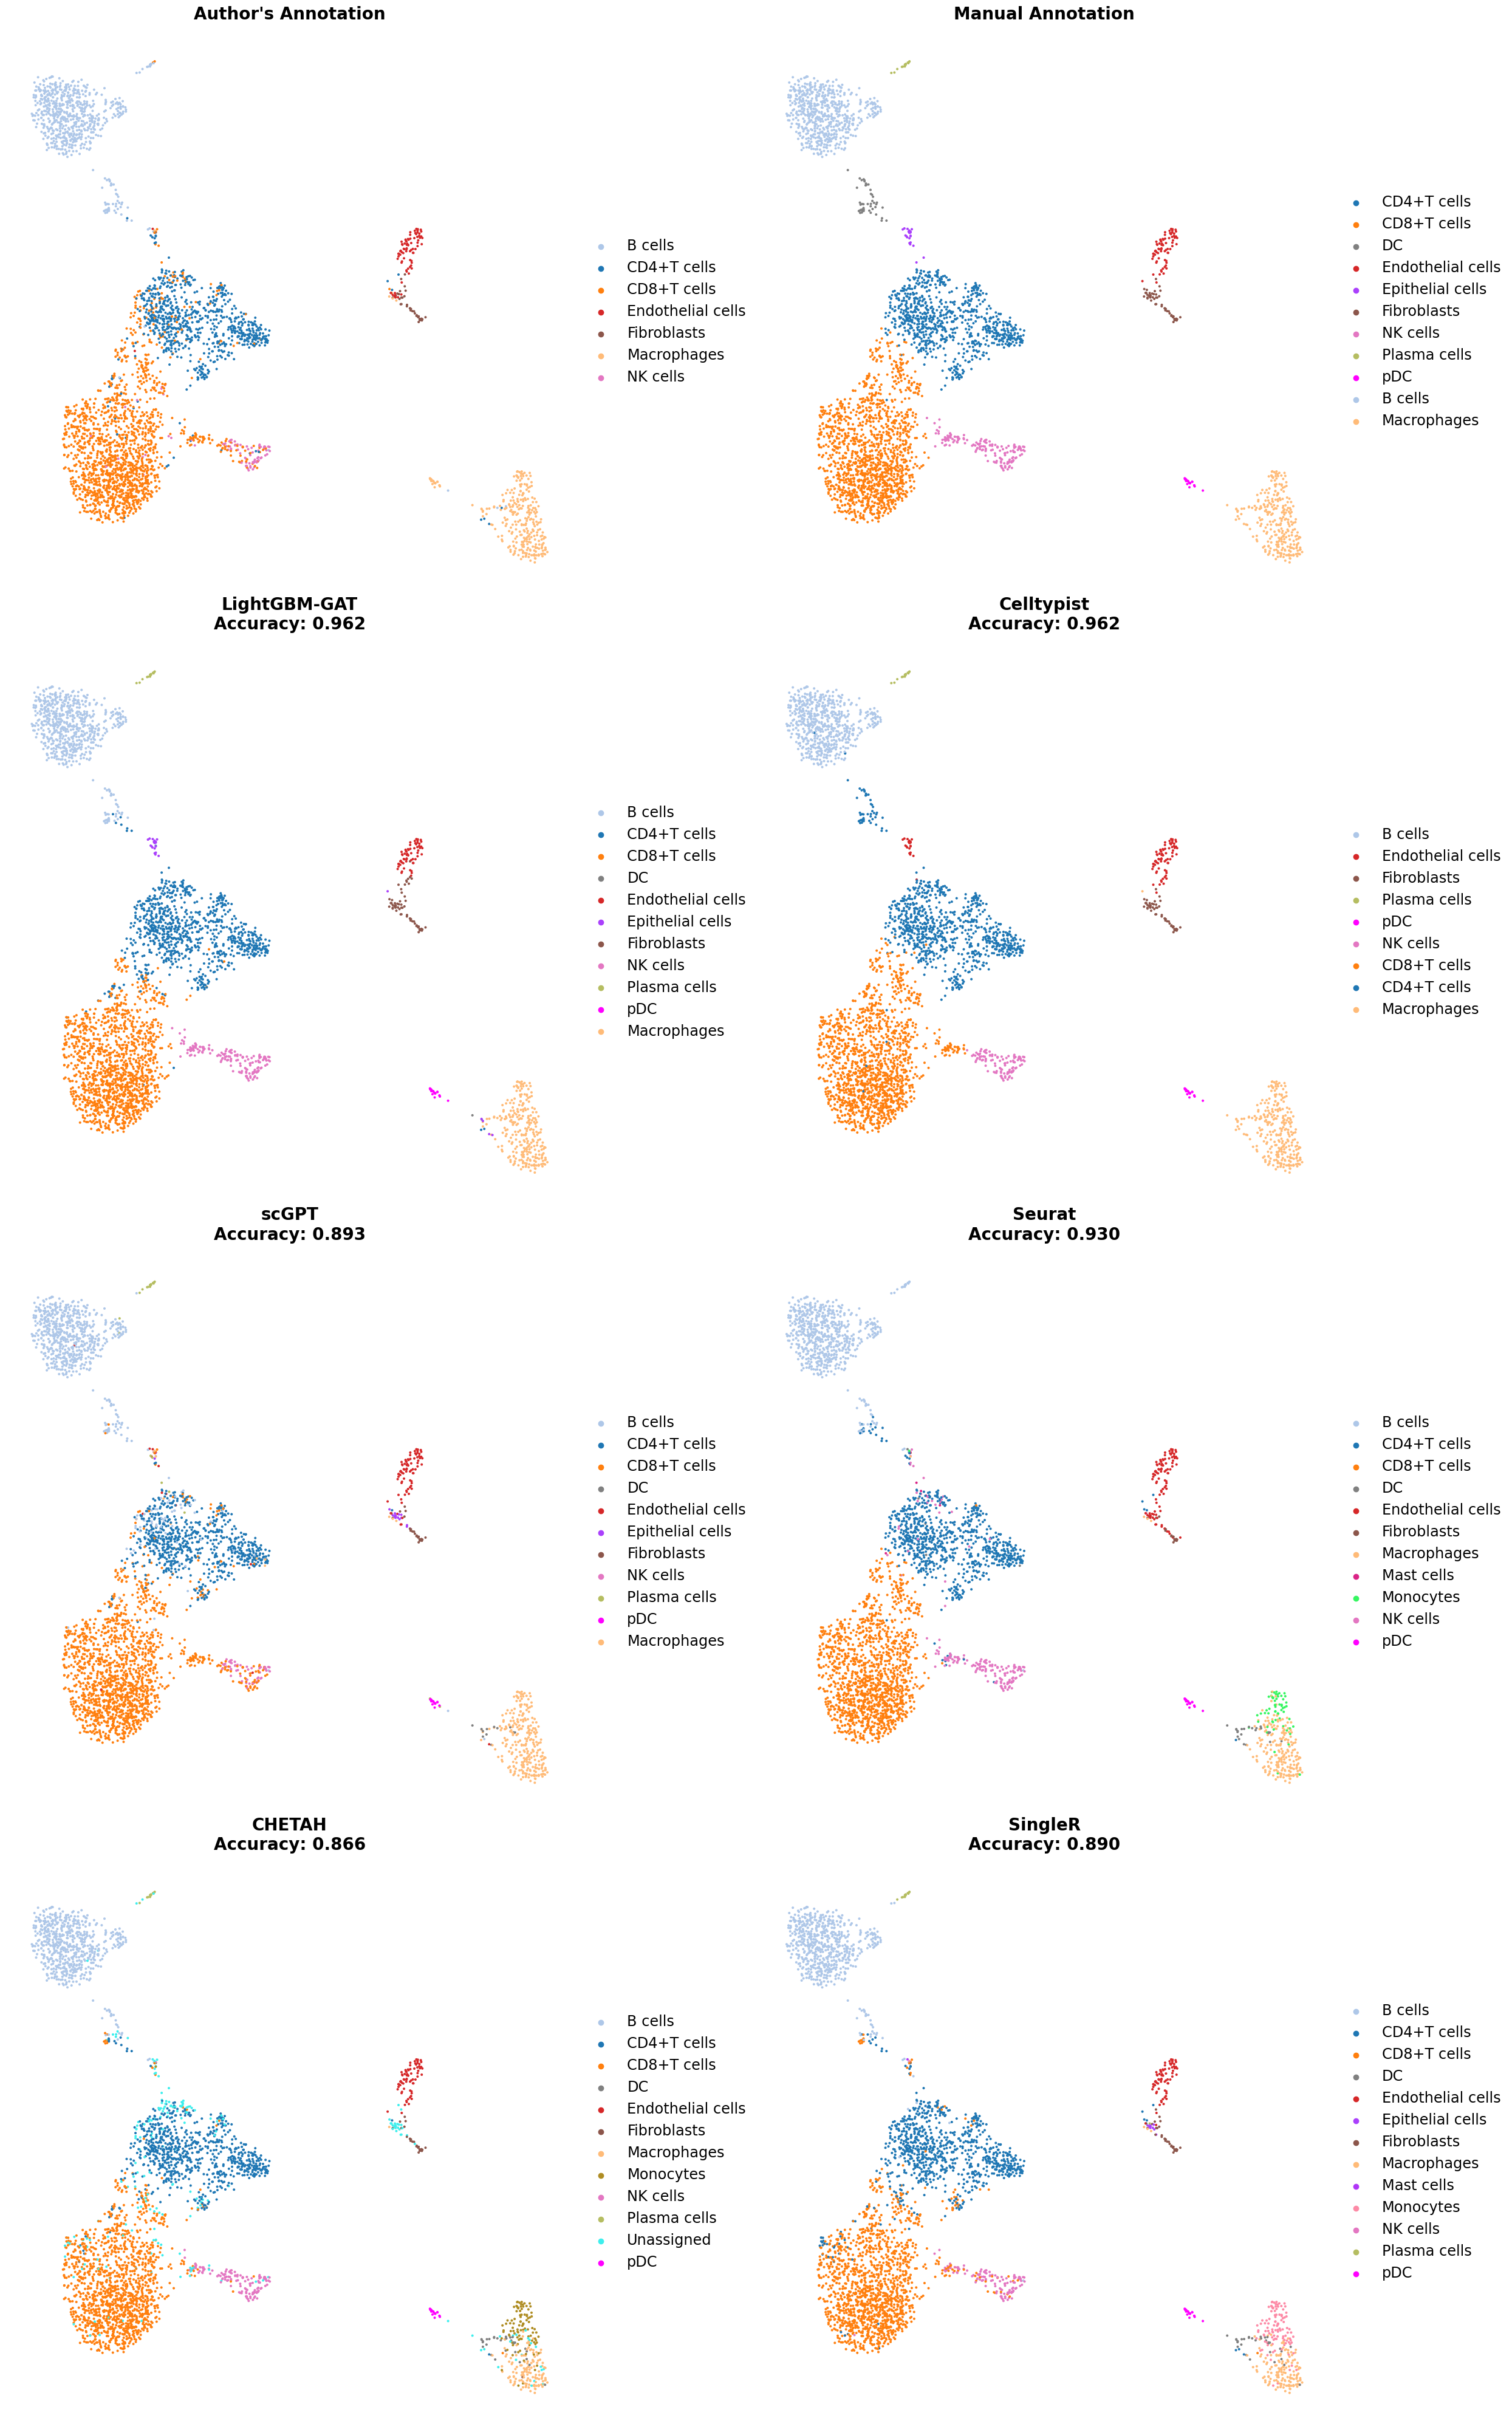 Author's Annotation
B cells
CD4+T cells
CD8+T cells
Endothelial cells
Fibroblasts
Macrophages
NK cells
Manual Annotation
CD4+T cells
CD8+T cells
DC
Endothelial cells
Epithelial cells
Fibroblasts
NK cells
Plasma cells
pDC
B cells
Macrophages
LightGBM-GAT
Accuracy: 0.962
B cells
CD4+T cells
CD8+T cells
DC
Endothelial cells
Epithelial cells
Fibroblasts
NK cells
Plasma cells
pDC
Macrophages
Celltypist
Accuracy: 0.962
B cells
Endothelial cells
Fibroblasts
Plasma cells
pDC
NK cells
CD8+T cells
CD4+T cells
Macrophages
scGPT
Accuracy: 0.893
B cells
CD4+T cells
CD8+T cells
DC
Endothelial cells
Epithelial cells
Fibroblasts
NK cells
Plasma cells
pDC
Macrophages
Seurat
Accuracy: 0.930
B cells
CD4+T cells
CD8+T cells
DC
Endothelial cells
Fibroblasts
Macrophages
Mast cells
Monocytes
NK cells
pDC
CHETAH
Accuracy: 0.866
B cells
CD4+T cells
CD8+T cells
DC
Endothelial cells
Fibroblasts
Macrophages
Monocytes
NK cells
Plasma cells
Unassigned
pDC
SingleR
Accuracy: 0.890
B cells
CD4+T cells
CD8+T cells
DC
Endothelial cells
Epithelial cells
Fibroblasts
Macrophages
Mast cells
Monocytes
NK cells
Plasma cells
pDC